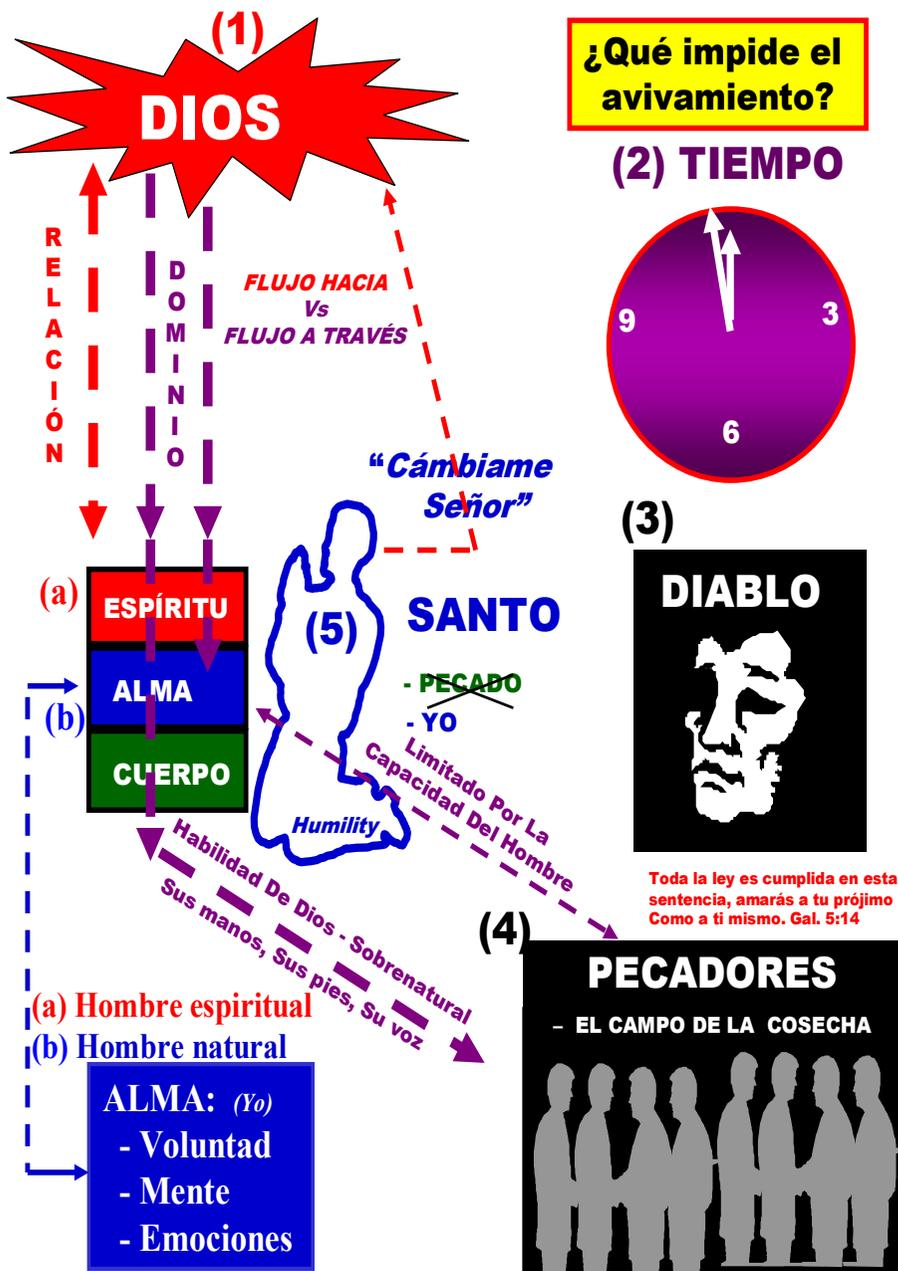 (1)
DIOS
¿Qué impide el
avivamiento?
(2) TIEMPO
9
3
6
RELACIÓN
DOMINIO
FLUJO HACIA
Vs
FLUJO A TRAVÉS
“Cámbiame
Señor”
(a)
ESPÍRITU
(b)
ALMA
CUERPO
(5)
SANTO
- PECADO
- YO
Humility
(3)
DIABLO
Limitado Por La
Capacidad Del Hombre
Habilidad De Dios - Sobrenatural
Sus manos, Sus pies, Su voz
Toda la ley es cumplida en esta
sentencia, amarás a tu prójimo
Como a ti mismo. Gal. 5:14
(4)
PECADORES
– EL CAMPO DE LA COSECHA
(a) Hombre espiritual
(b) Hombre natural
ALMA: (Yo)
- Voluntad
- Mente
- Emociones